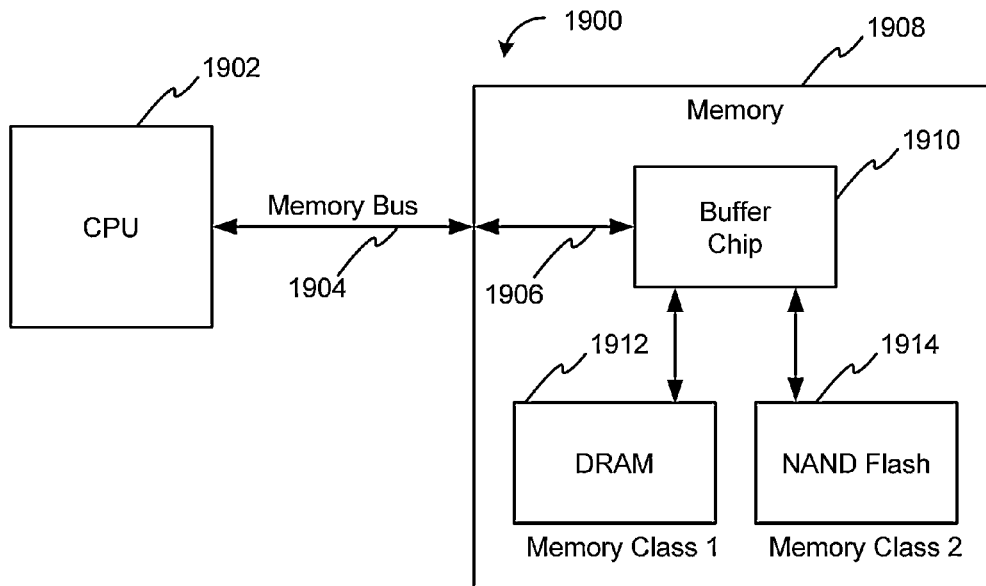 1900
1908
1902
Memory
1910
CPU
Memory Bus
Buffer
Chip
1904
1906
1912
1914
DRAM
NAND Flash
Memory Class 1
Memory Class 2